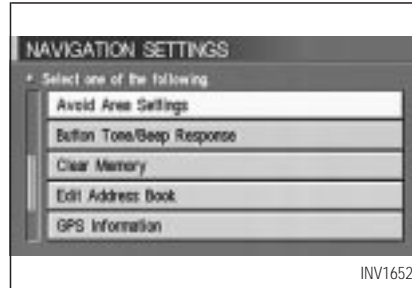 NAVIGATION SETTINGS
Select one of the following
Avoid Area Settings
Button Tone/Beep Response
Clear Memory
Edit Address Book
GPS Information
INV1652